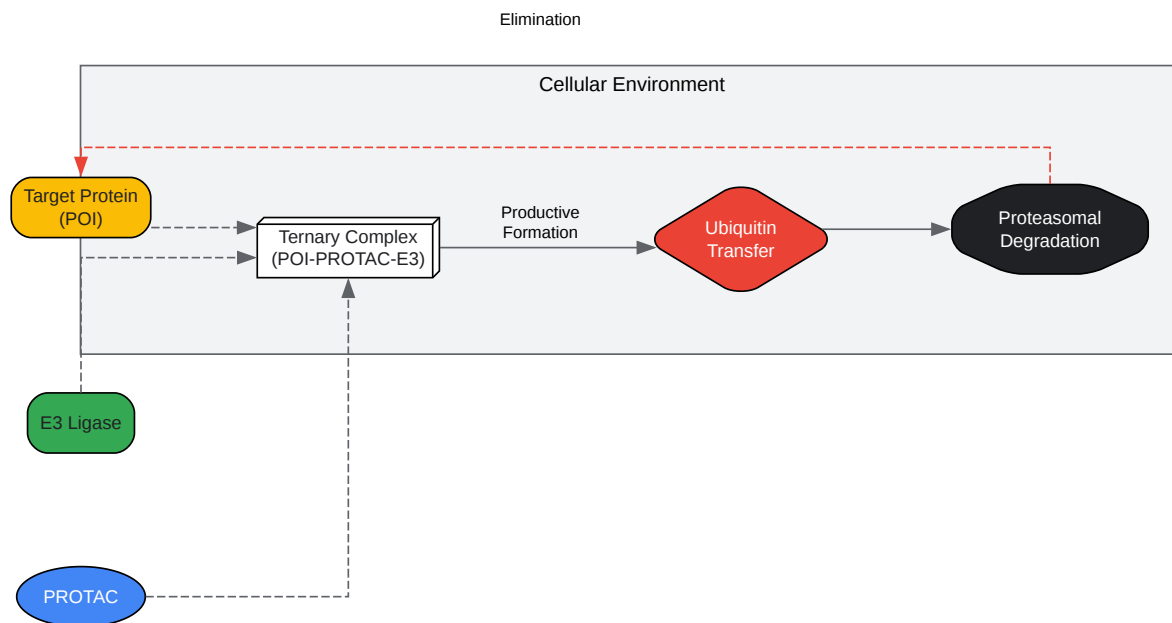 Elimination
Cellular Environment
Target Protein
(POI)
Ternary Complex
(POI-PROTAC-E3)
Productive
Formation
Ubiquitin
Transfer
Proteasomal
Degradation
E3 Ligase
PROTAC